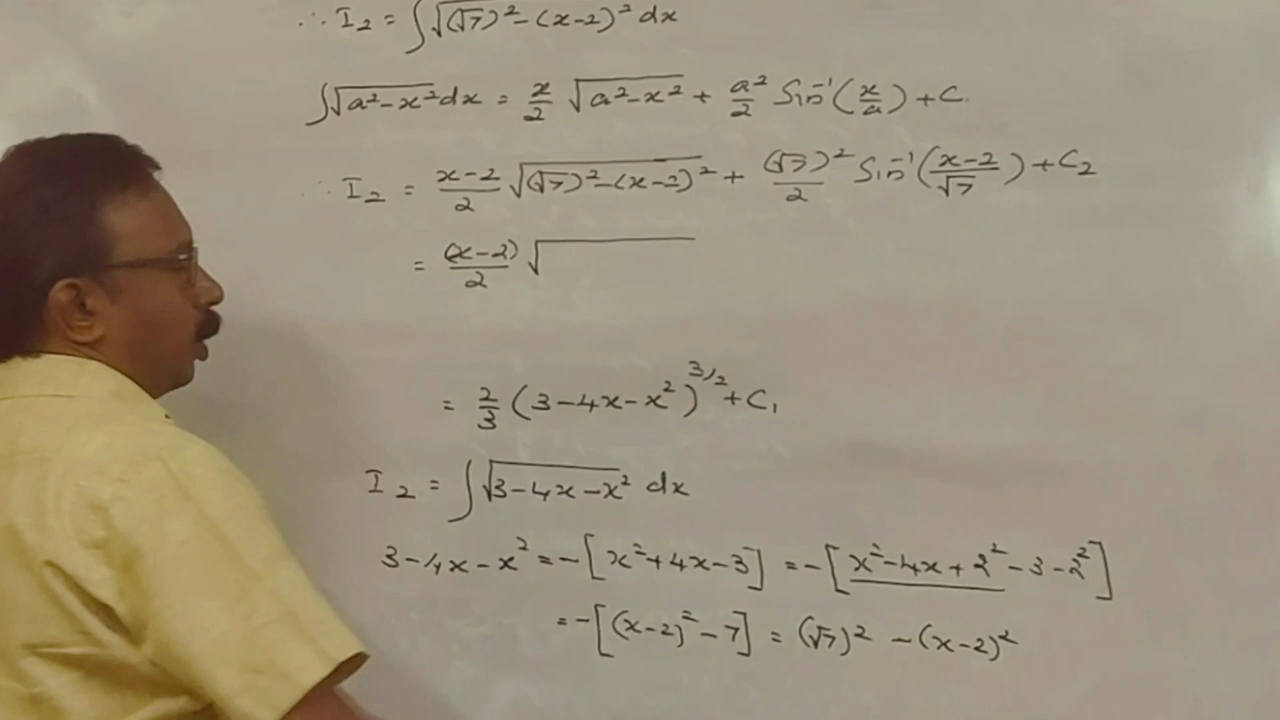 ∴ I₂ = ∫√((√7)² − (x−2)²) dx
∫√(a²−x²) dx = x/2 √(a²−x²) + a²/2 Sin⁻¹(x/a) + C.
∴ I₂ = (x−2)/2 √((√7)²−(x−2)²) + (√7)²/2 Sin⁻¹((x−2)/√7) + C₂
= (x−2)/2 √
= 2/3 (3−4x−x²)^(3/2) + C₁
I₂ = ∫√(3−4x−x²) dx
3−4x−x² = −[x²+4x−3] = −[x²−4x+2²−3−2²]
= −[(x−2)²−7] = (√7)² − (x−2)²